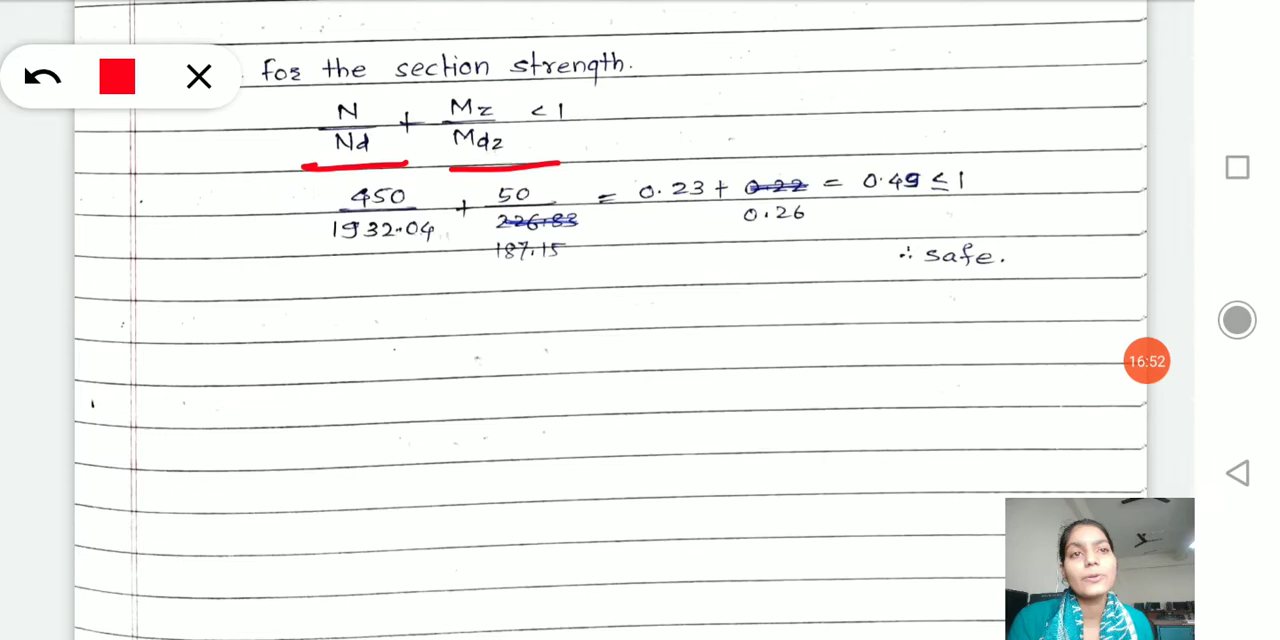 for the section strength.
N/Nd + Mz/Mdz < 1
450/1932.04 + 50/226.83 187.15 = 0.23 + 0.22 0.26 = 0.49 ≤ 1
∴ safe.
16:52